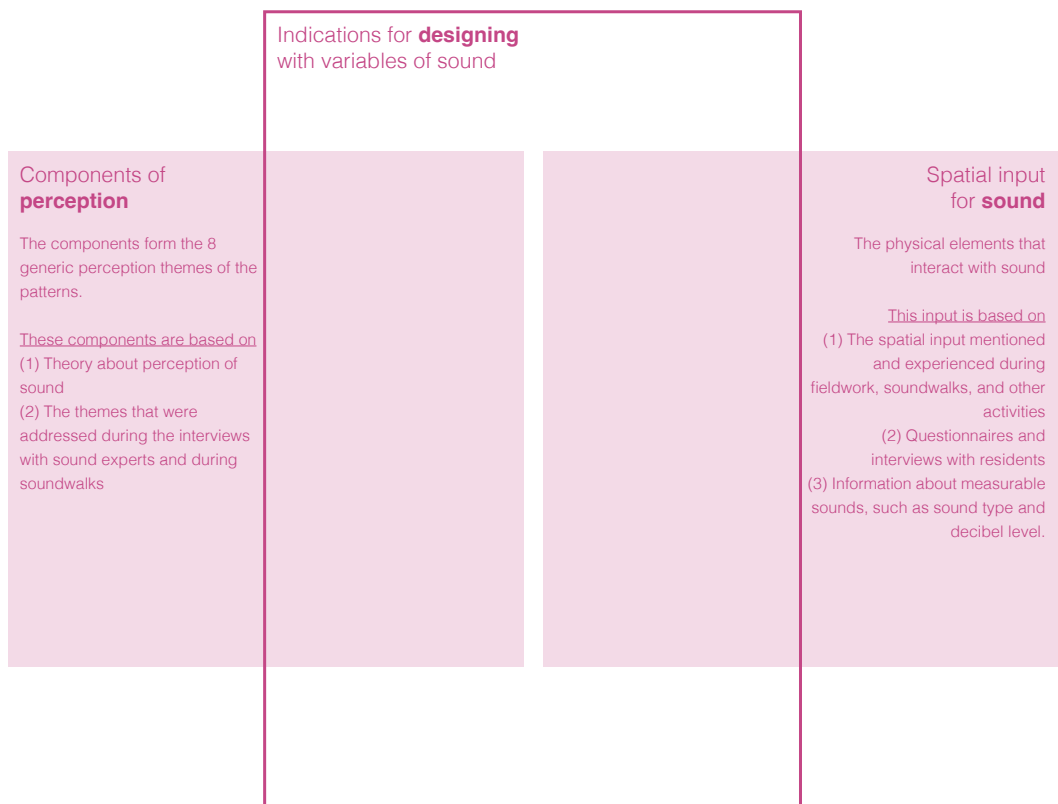 Indications for designing
with variables of sound
Components of
perception
The components form the 8
generic perception themes of the
patterns.
These components are based on
(1) Theory about perception of
sound
(2) The themes that were
addressed during the interviews
with sound experts and during
soundwalks
Spatial input
for sound
The physical elements that
interact with sound
This input is based on
(1) The spatial input mentioned
and experienced during
fieldwork, soundwalks, and other
activities
(2) Questionnaires and
interviews with residents
(3) Information about measurable
sounds, such as sound type and
decibel level.